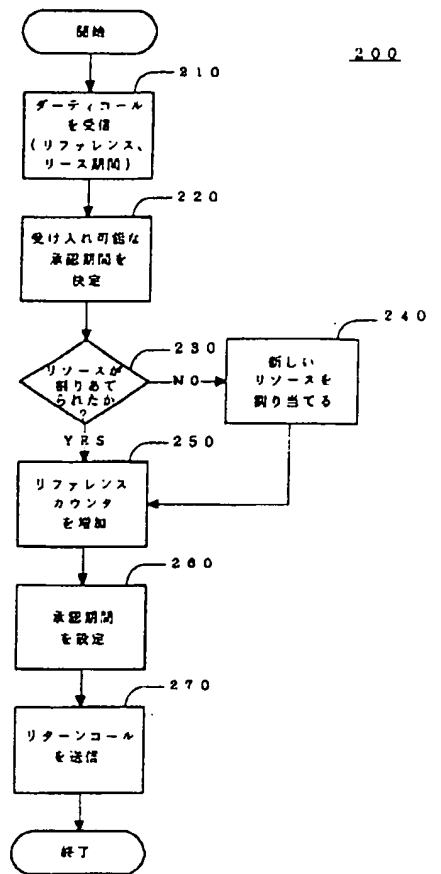 開始
200
210
ダーティコール
を受信
(リファレンス、
リース期間)
220
受け入れ可能な
承認期間を
決定
230
リソースが
割りあて
られたか
?
NO
240
新しい
リソースを
割り当てる
YRS
250
リファレンス
カウンタ
を増加
260
承認期間
を設定
270
リターンコール
を送信
終了